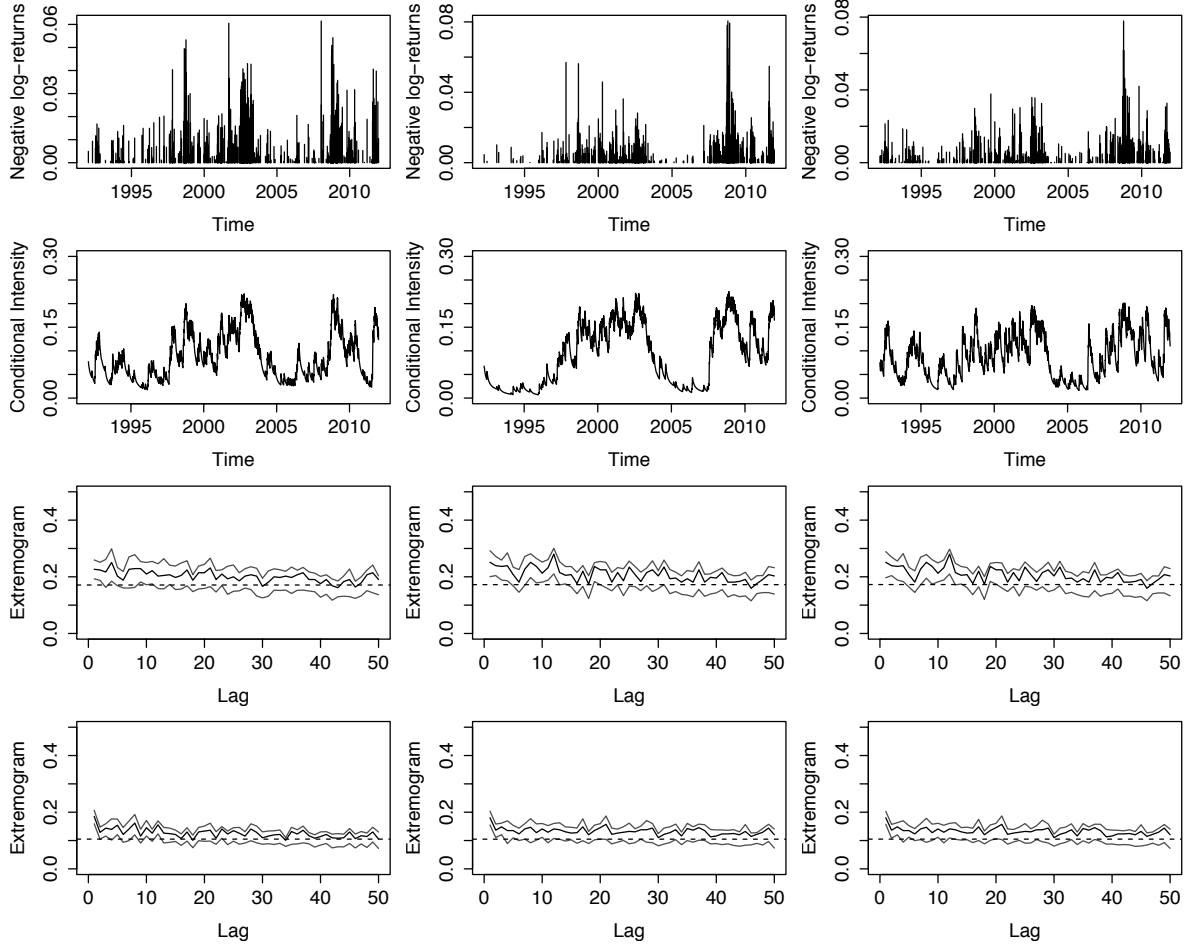 Negative log−returns
0.00 0.03 0.06
1995 2000 2005 2010
Time
Negative log−returns
0.00 0.04 0.08
1995 2000 2005 2010
Time
Negative log−returns
0.00 0.04 0.08
1995 2000 2005 2010
Time
Conditional Intensity
0.00 0.15 0.30
1995 2000 2005 2010
Time
Conditional Intensity
0.00 0.15 0.30
1995 2000 2005 2010
Time
Conditional Intensity
0.00 0.15 0.30
1995 2000 2005 2010
Time
Extremogram
0.0 0.2 0.4
0 10 20 30 40 50
Lag
Extremogram
0.0 0.2 0.4
0 10 20 30 40 50
Lag
Extremogram
0.0 0.2 0.4
0 10 20 30 40 50
Lag
Extremogram
0.0 0.2 0.4
0 10 20 30 40 50
Lag
Extremogram
0.0 0.2 0.4
0 10 20 30 40 50
Lag
Extremogram
0.0 0.2 0.4
0 10 20 30 40 50
Lag